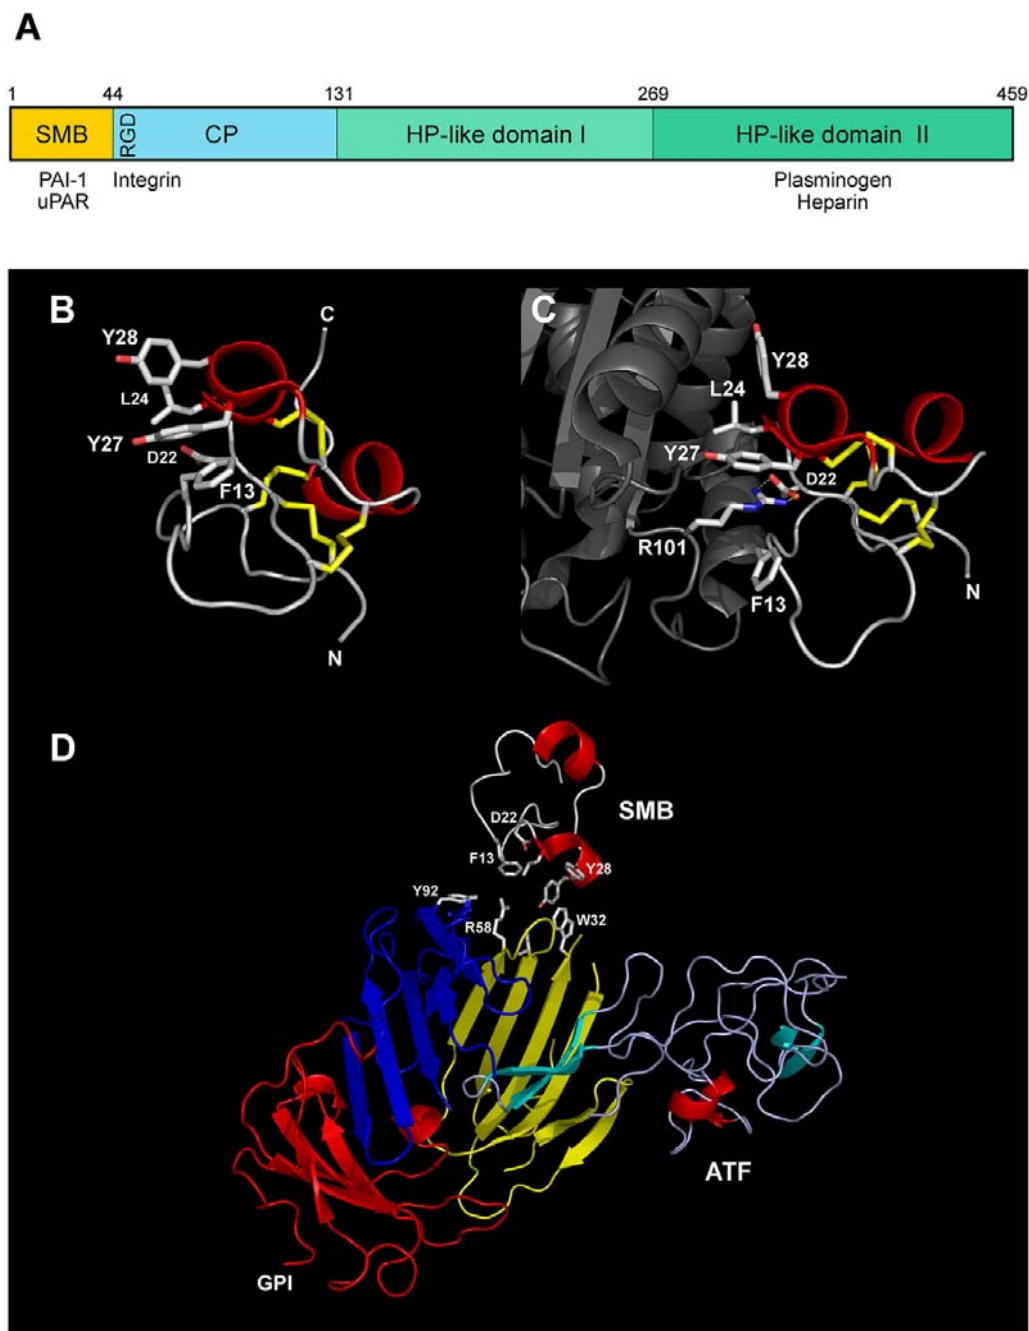 A
1 44 131 269 459
SMB RGD CP HP-like domain I HP-like domain II
PAI-1 Integrin Plasminogen
uPAR Heparin
B
C
Y28
L24
Y27
D22
F13
N
C
Y28
L24
Y27
D22
R101
F13
N
D
SMB
D22
F13
Y28
Y92
R58
W32
ATF
GPI